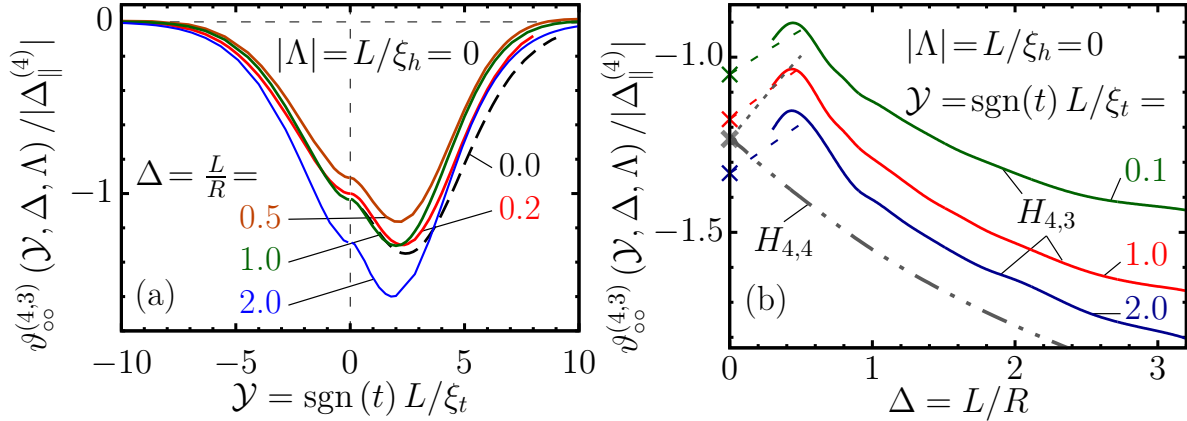 (a)
|Λ| = L/ξ_h = 0
Δ = L/R =
0.0
0.5
0.2
1.0
2.0
(a)
0
−1
−10
−5
0
5
10
𝒴 = sgn (t) L/ξ_t
ϑ_{○○}^{(4,3)} (𝒴, Δ, Λ) / |Δ_∥^{(4)}|
(b)
|Λ| = L/ξ_h = 0
𝒴 = sgn(t) L/ξ_t =
0.1
H_{4,3}
H_{4,4}
1.0
2.0
(b)
−1.0
−1.5
0
1
2
3
Δ = L/R
ϑ_{○○}^{(4,3)} (𝒴, Δ, Λ) / |Δ_∥^{(4)}|